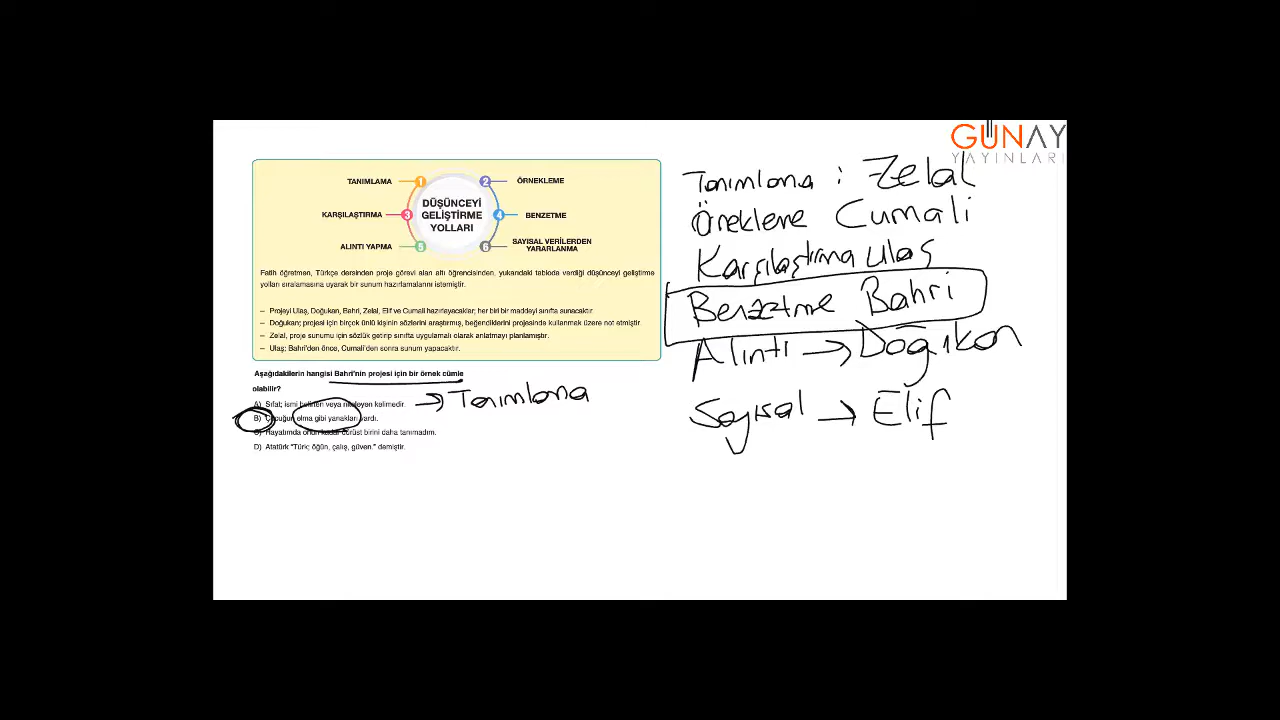 GÜNAY
YAYINLARI
TANIMLAMA 1
2 ÖRNEKLEME
KARŞILAŞTIRMA 3
DÜŞÜNCEYİ
GELİŞTİRME
YOLLARI
4 BENZETME
ALINTI YAPMA 5
6 SAYISAL VERİLERDEN
YARARLANMA
Fatih öğretmen, Türkçe dersinden proje görevi alan altı öğrencisinden, yukarıdaki tabloda verdiği düşünceyi geliştirme
yolları sıralamasına uyarak bir sunum hazırlamalarını istemiştir.
– Projeyi Ulaş, Doğukan, Bahri, Zelal, Elif ve Cumali hazırlayacaklar; her biri bir maddeyi sınıfta sunacaktır.
– Doğukan; projesi için birçok ünlü kişinin sözlerini araştırmış, beğendiklerini projesinde kullanmak üzere not etmiştir.
– Zelal, proje sunumu için sözlük getirip sınıfta uygulamalı olarak anlatmayı planlamıştır.
– Ulaş; Bahri'den önce, Cumali'den sonra sunum yapacaktır.
Aşağıdakilerin hangisi Bahri'nin projesi için bir örnek cümle
olabilir?
A) Sıfat; ismi belirten veya niteleyen kelimedir. → Tanımlama
B) Çocuğun elma gibi yanakları vardı.
C) Hayatımda onun kadar dürüst birini daha tanımadım.
D) Atatürk "Türk; öğün, çalış, güven." demiştir.
Tanımlama : Zelal
Örnekleme Cumali
Karşılaştırma Ulaş
Benzetme Bahri
Alıntı → Doğukan
Sayısal → Elif